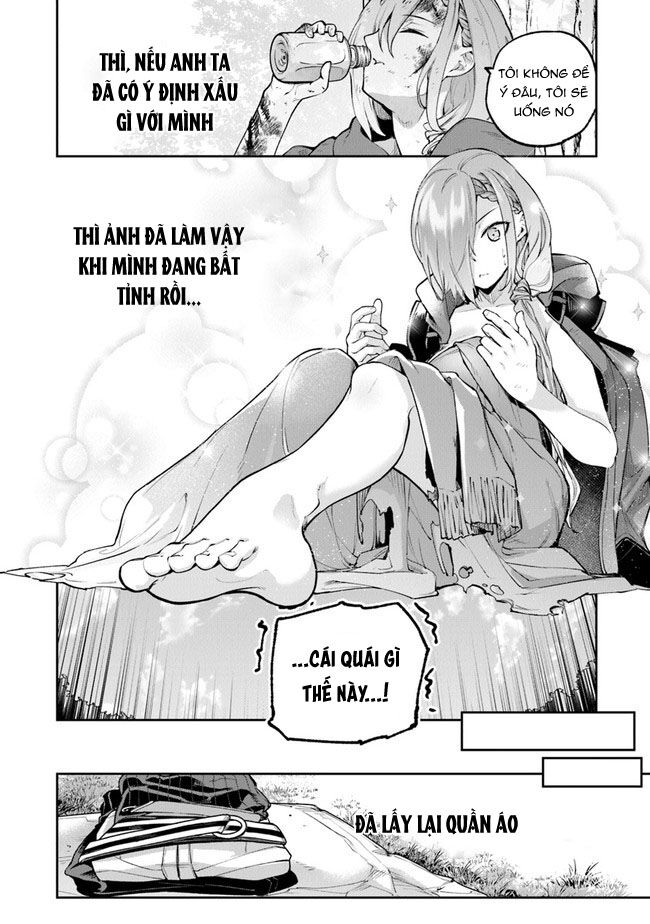 TÔI KHÔNG ĐỂ
Ý ĐÂU, TÔI SẼ
UỐNG NÓ
THÌ, NẾU ANH TA
ĐÃ CÓ Ý ĐỊNH XẤU
GÌ VỚI MÌNH
THÌ ẢNH ĐÃ LÀM VẬY
KHI MÌNH ĐANG BẤT
TỈNH RỒI...
...CÁI QUÁI GÌ
THẾ NÀY...!
ĐÃ LẤY LẠI QUẦN ÁO